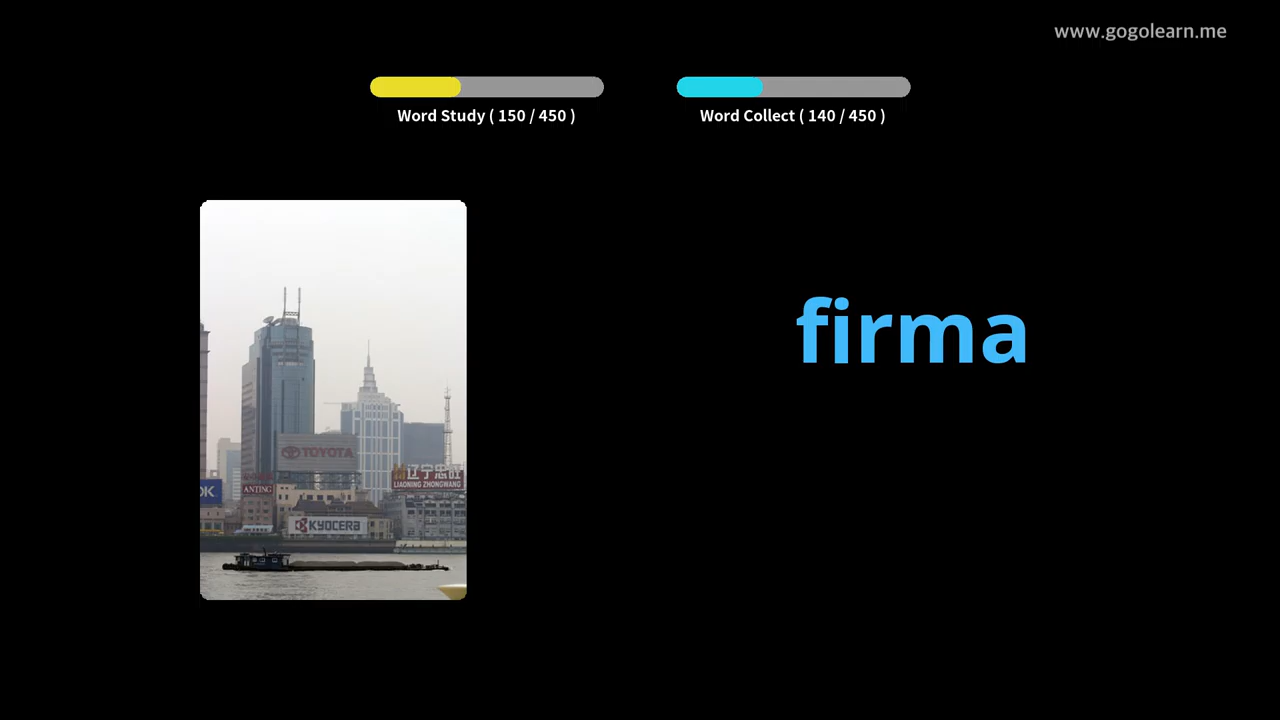 www.gogolearn.me
Word Study ( 150 / 450 )
Word Collect ( 140 / 450 )
firma
TOYOTA
辽宁忠旺
LIAONING ZHONGWANG
OK
ANTING
KYOCERA